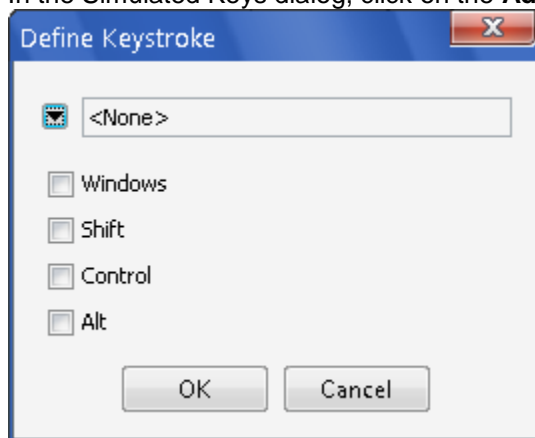 In the Simulated Keys dialog, click on the
Define Keystroke
<None>
Windows
Shift
Control
Alt
OK Cancel